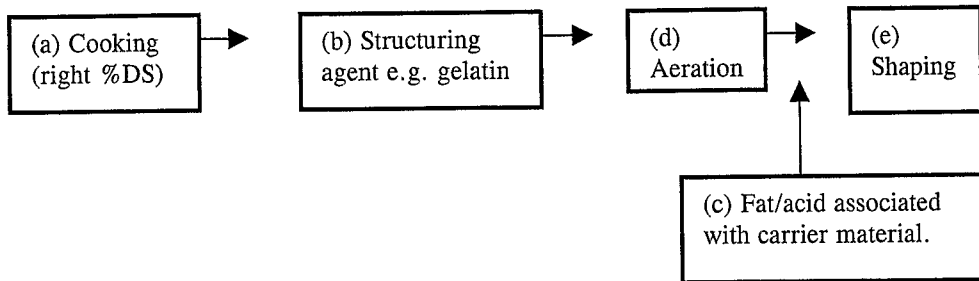 (a) Cooking
(right %DS)
(b) Structuring
agent e.g. gelatin
(d)
Aeration
(e)
Shaping
(c) Fat/acid associated
with carrier material.